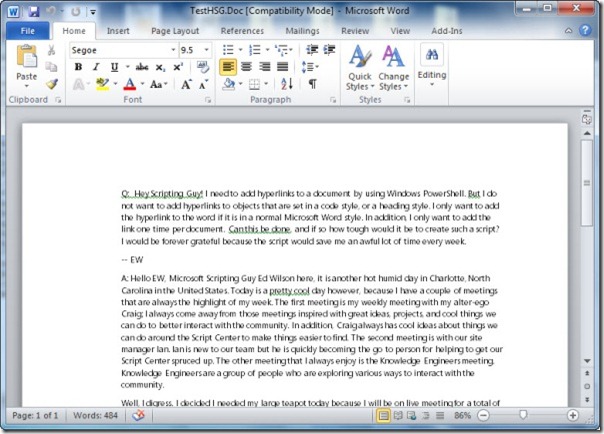 TestHSG.Doc [Compatibility Mode] - Microsoft Word
File Home Insert Page Layout References Mailings Review View Add-Ins
Paste
Segoe 9.5
B I U abc x₂ x²
A ab A Aa A A
Quick Styles
Change Styles
Editing
Clipboard Font Paragraph Styles
Q: Hey Scripting Guy! I need to add hyperlinks to a document by using Windows PowerShell. But I do
not want to add hyperlinks to objects that are set in a code style, or a heading style. I only want to add
the hyperlink to the word if it is in a normal Microsoft Word style. In addition, I only want to add the
link one time per document. Can this be done, and if so how tough would it be to create such a script?
I would be forever grateful because the script would save me an awful lot of time every week.
-- EW
A: Hello EW, Microsoft Scripting Guy Ed Wilson here, it is another hot humid day in Charlotte, North
Carolina in the United States. Today is a pretty cool day however, because I have a couple of meetings
that are always the highlight of my week. The first meeting is my weekly meeting with my alter-ego
Craig; I always come away from those meetings inspired with great ideas, projects, and cool things we
can do to better interact with the community. In addition, Craig always has cool ideas about things we
can do around the Script Center to make things easier to find. The second meeting is with our site
manager Ian. Ian is new to our team but he is quickly becoming the go to person for helping to get our
Script Center spruced up. The other meeting that I always enjoy is the Knowledge Engineers meeting.
Knowledge Engineers are a group of people who are exploring various ways to interact with the
community.
Well, I digress. I decided I needed my large teapot today because I will be on live meeting for a total of
Page: 1 of 1 Words: 484 86%